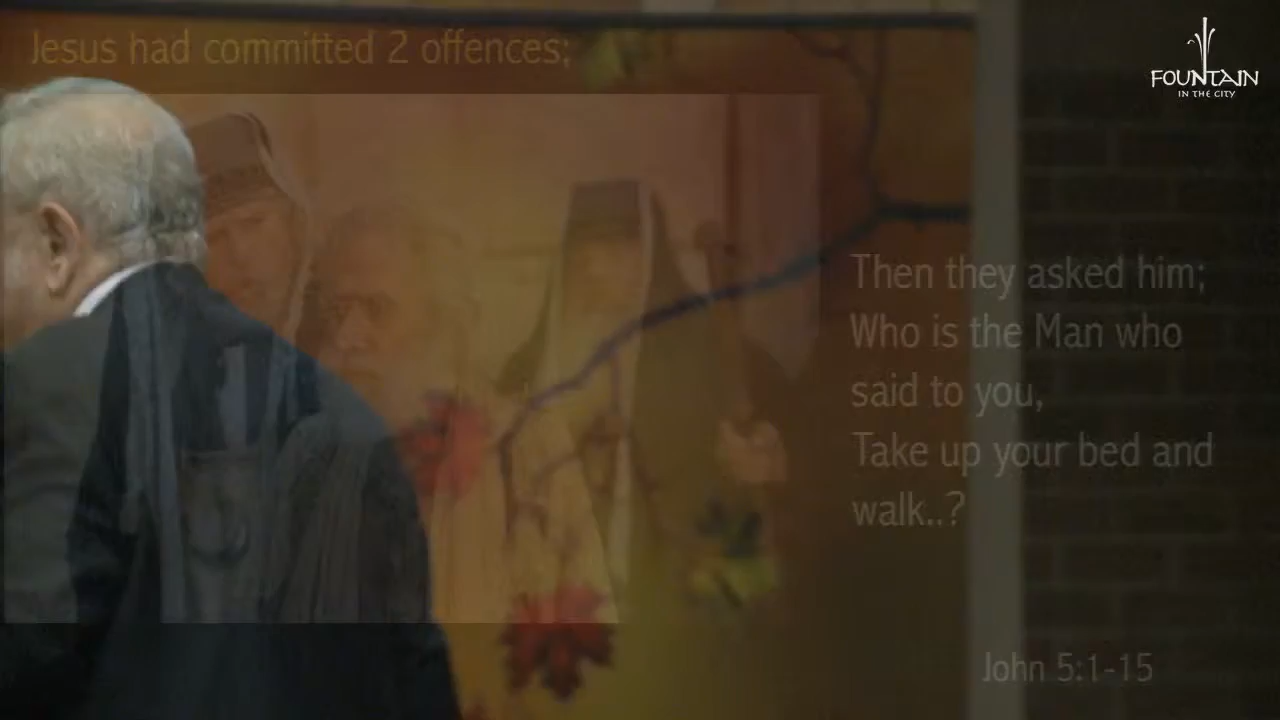 Jesus had committed 2 offences;
FOUNTAIN
IN THE CITY
Then they asked him;
Who is the Man who
said to you,
Take up your bed and
walk..?
John 5:1-15